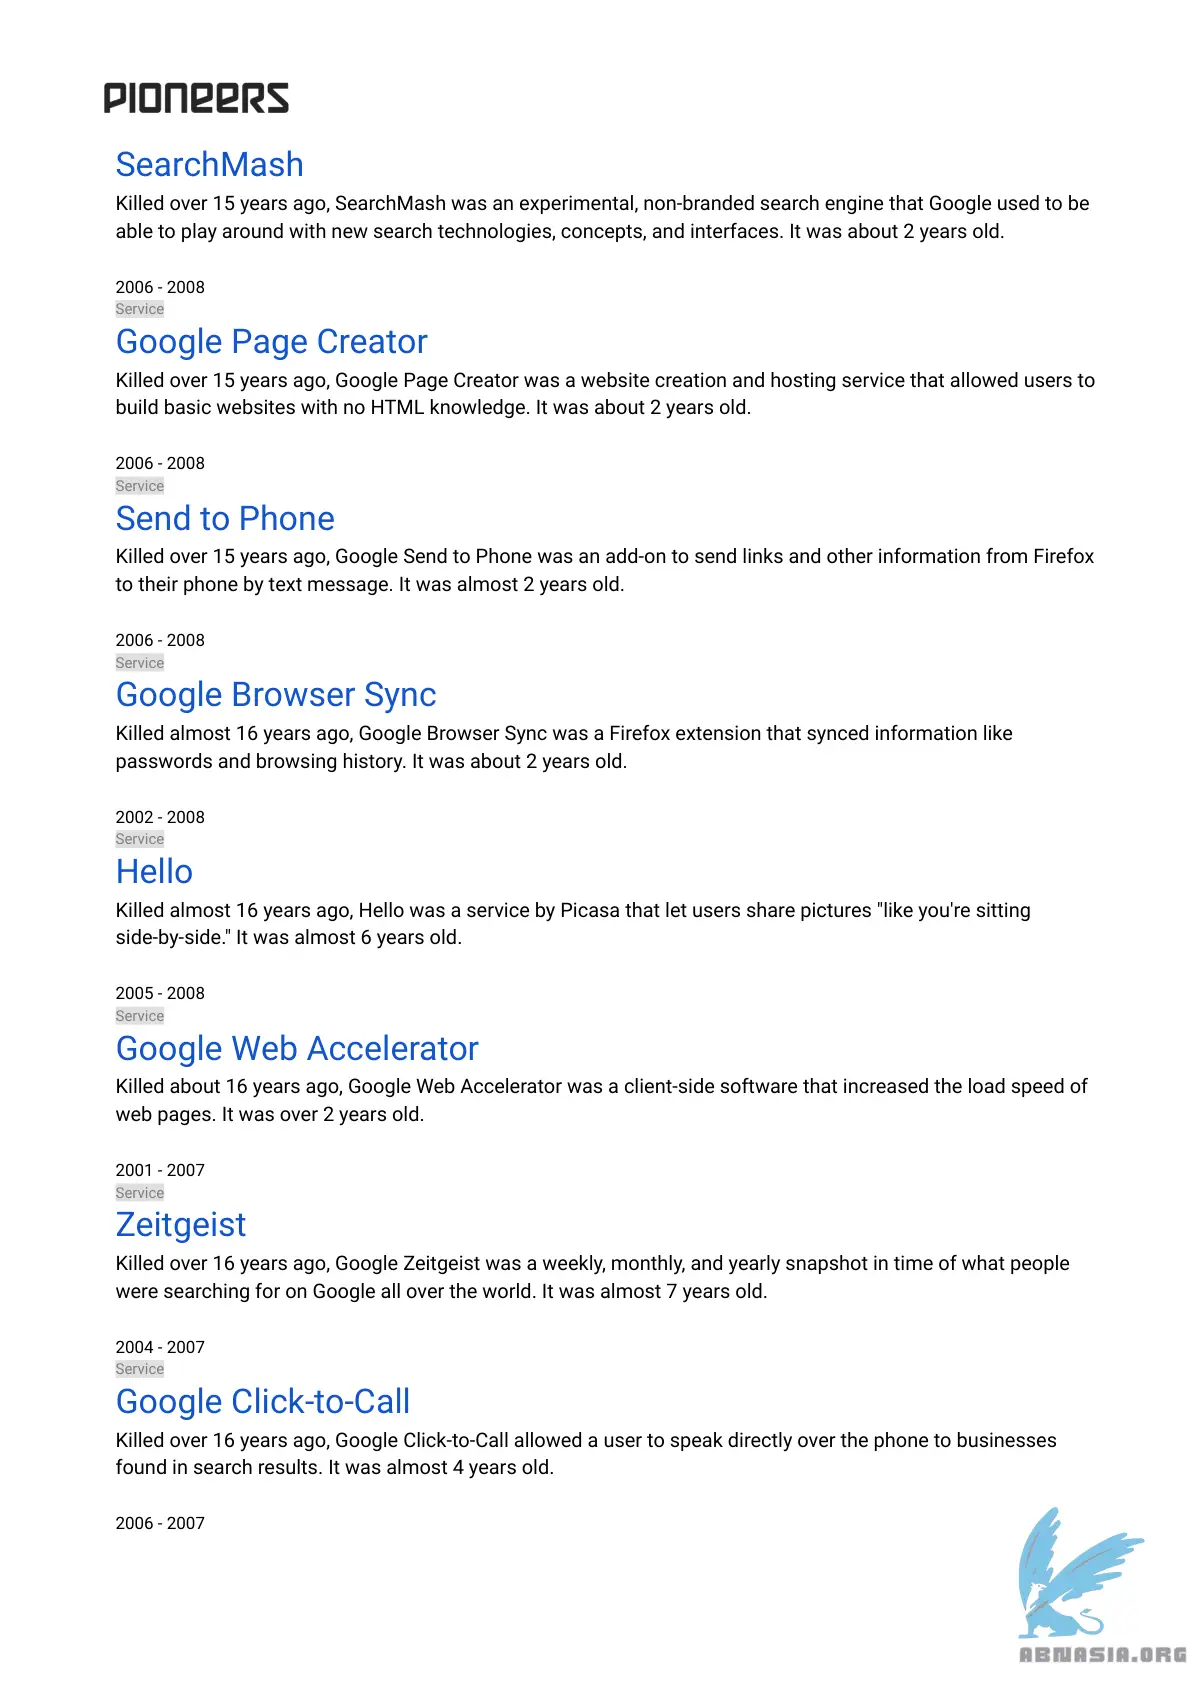 PIONEERS
SearchMash
Killed over 15 years ago, SearchMash was an experimental, non-branded search engine that Google used to be
able to play around with new search technologies, concepts, and interfaces. It was about 2 years old.
2006 - 2008
Service
Google Page Creator
Killed over 15 years ago, Google Page Creator was a website creation and hosting service that allowed users to
build basic websites with no HTML knowledge. It was about 2 years old.
2006 - 2008
Service
Send to Phone
Killed over 15 years ago, Google Send to Phone was an add-on to send links and other information from Firefox
to their phone by text message. It was almost 2 years old.
2006 - 2008
Service
Google Browser Sync
Killed almost 16 years ago, Google Browser Sync was a Firefox extension that synced information like
passwords and browsing history. It was about 2 years old.
2002 - 2008
Service
Hello
Killed almost 16 years ago, Hello was a service by Picasa that let users share pictures "like you're sitting
side-by-side." It was almost 6 years old.
2005 - 2008
Service
Google Web Accelerator
Killed about 16 years ago, Google Web Accelerator was a client-side software that increased the load speed of
web pages. It was over 2 years old.
2001 - 2007
Service
Zeitgeist
Killed over 16 years ago, Google Zeitgeist was a weekly, monthly, and yearly snapshot in time of what people
were searching for on Google all over the world. It was almost 7 years old.
2004 - 2007
Service
Google Click-to-Call
Killed over 16 years ago, Google Click-to-Call allowed a user to speak directly over the phone to businesses
found in search results. It was almost 4 years old.
2006 - 2007
ABNASIA.ORG